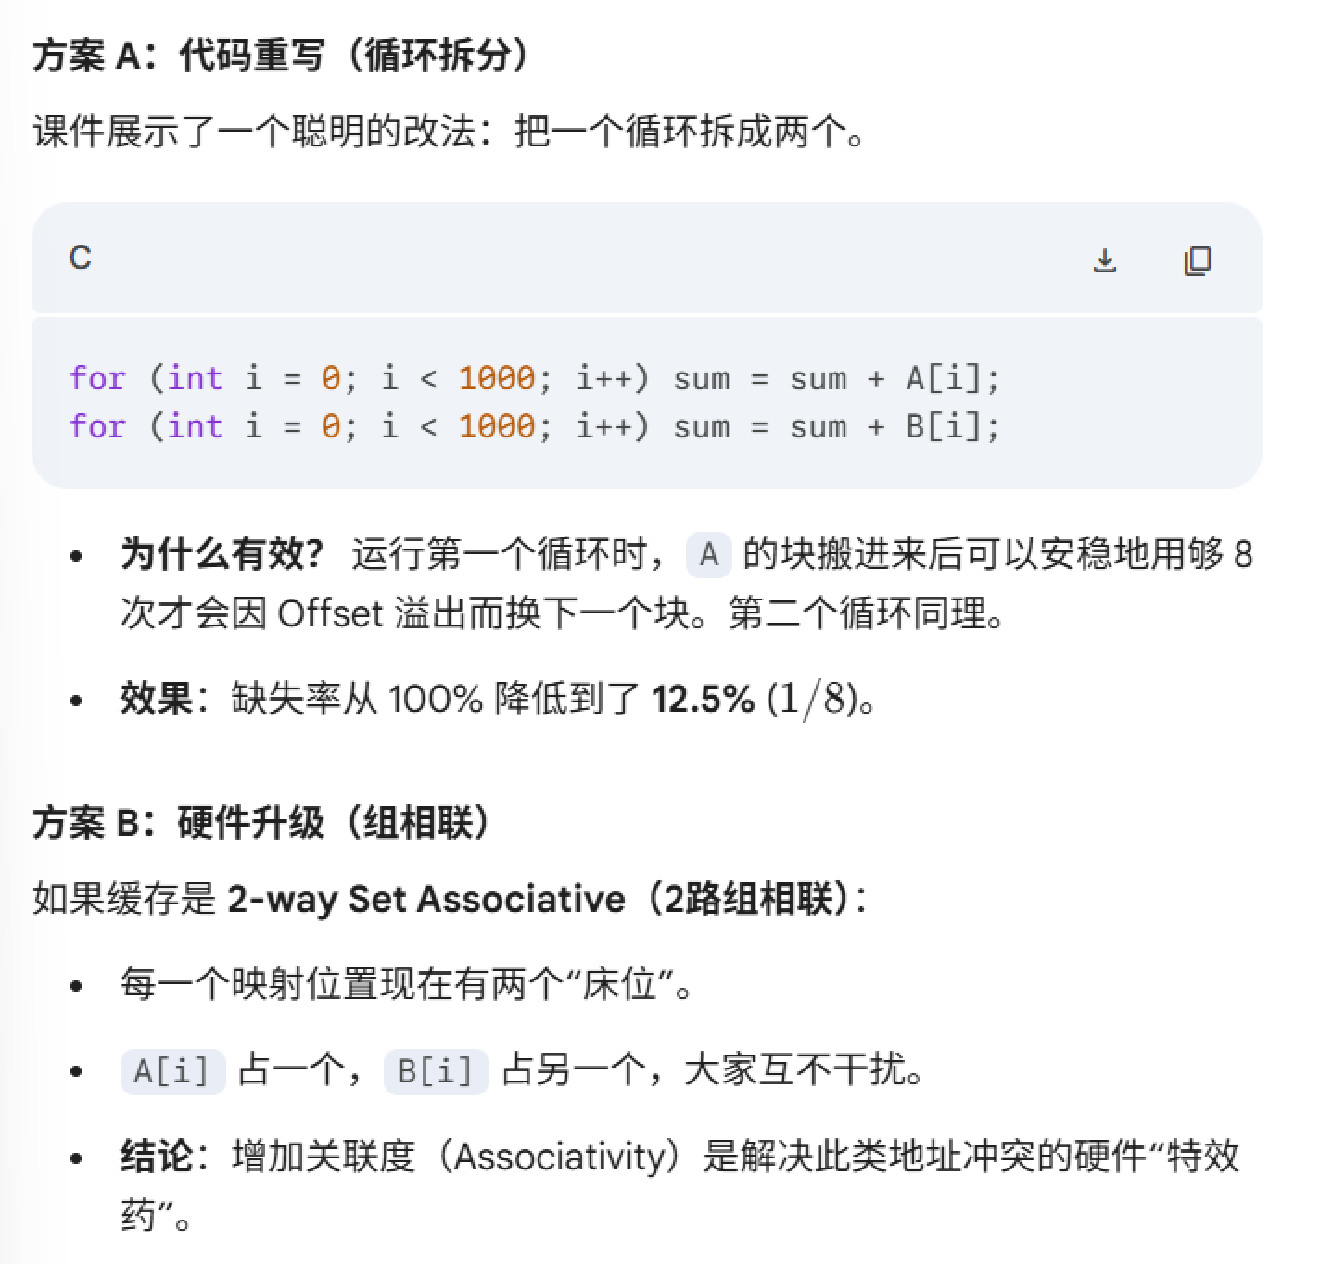 方案 A：代码重写（循环拆分）
课件展示了一个聪明的改法：把一个循环拆成两个。
C
for (int i = 0; i < 1000; i++) sum = sum + A[i];
for (int i = 0; i < 1000; i++) sum = sum + B[i];
• 为什么有效？ 运行第一个循环时， A 的块搬进来后可以安稳地用够 8
次才会因 Offset 溢出而换下一个块。第二个循环同理。
• 效果：缺失率从 100% 降低到了 12.5% (1/8)。
方案 B：硬件升级（组相联）
如果缓存是 2-way Set Associative（2路组相联）：
• 每一个映射位置现在有两个“床位”。
• A[i] 占一个， B[i] 占另一个，大家互不干扰。
• 结论：增加关联度（Associativity）是解决此类地址冲突的硬件“特效
药”。